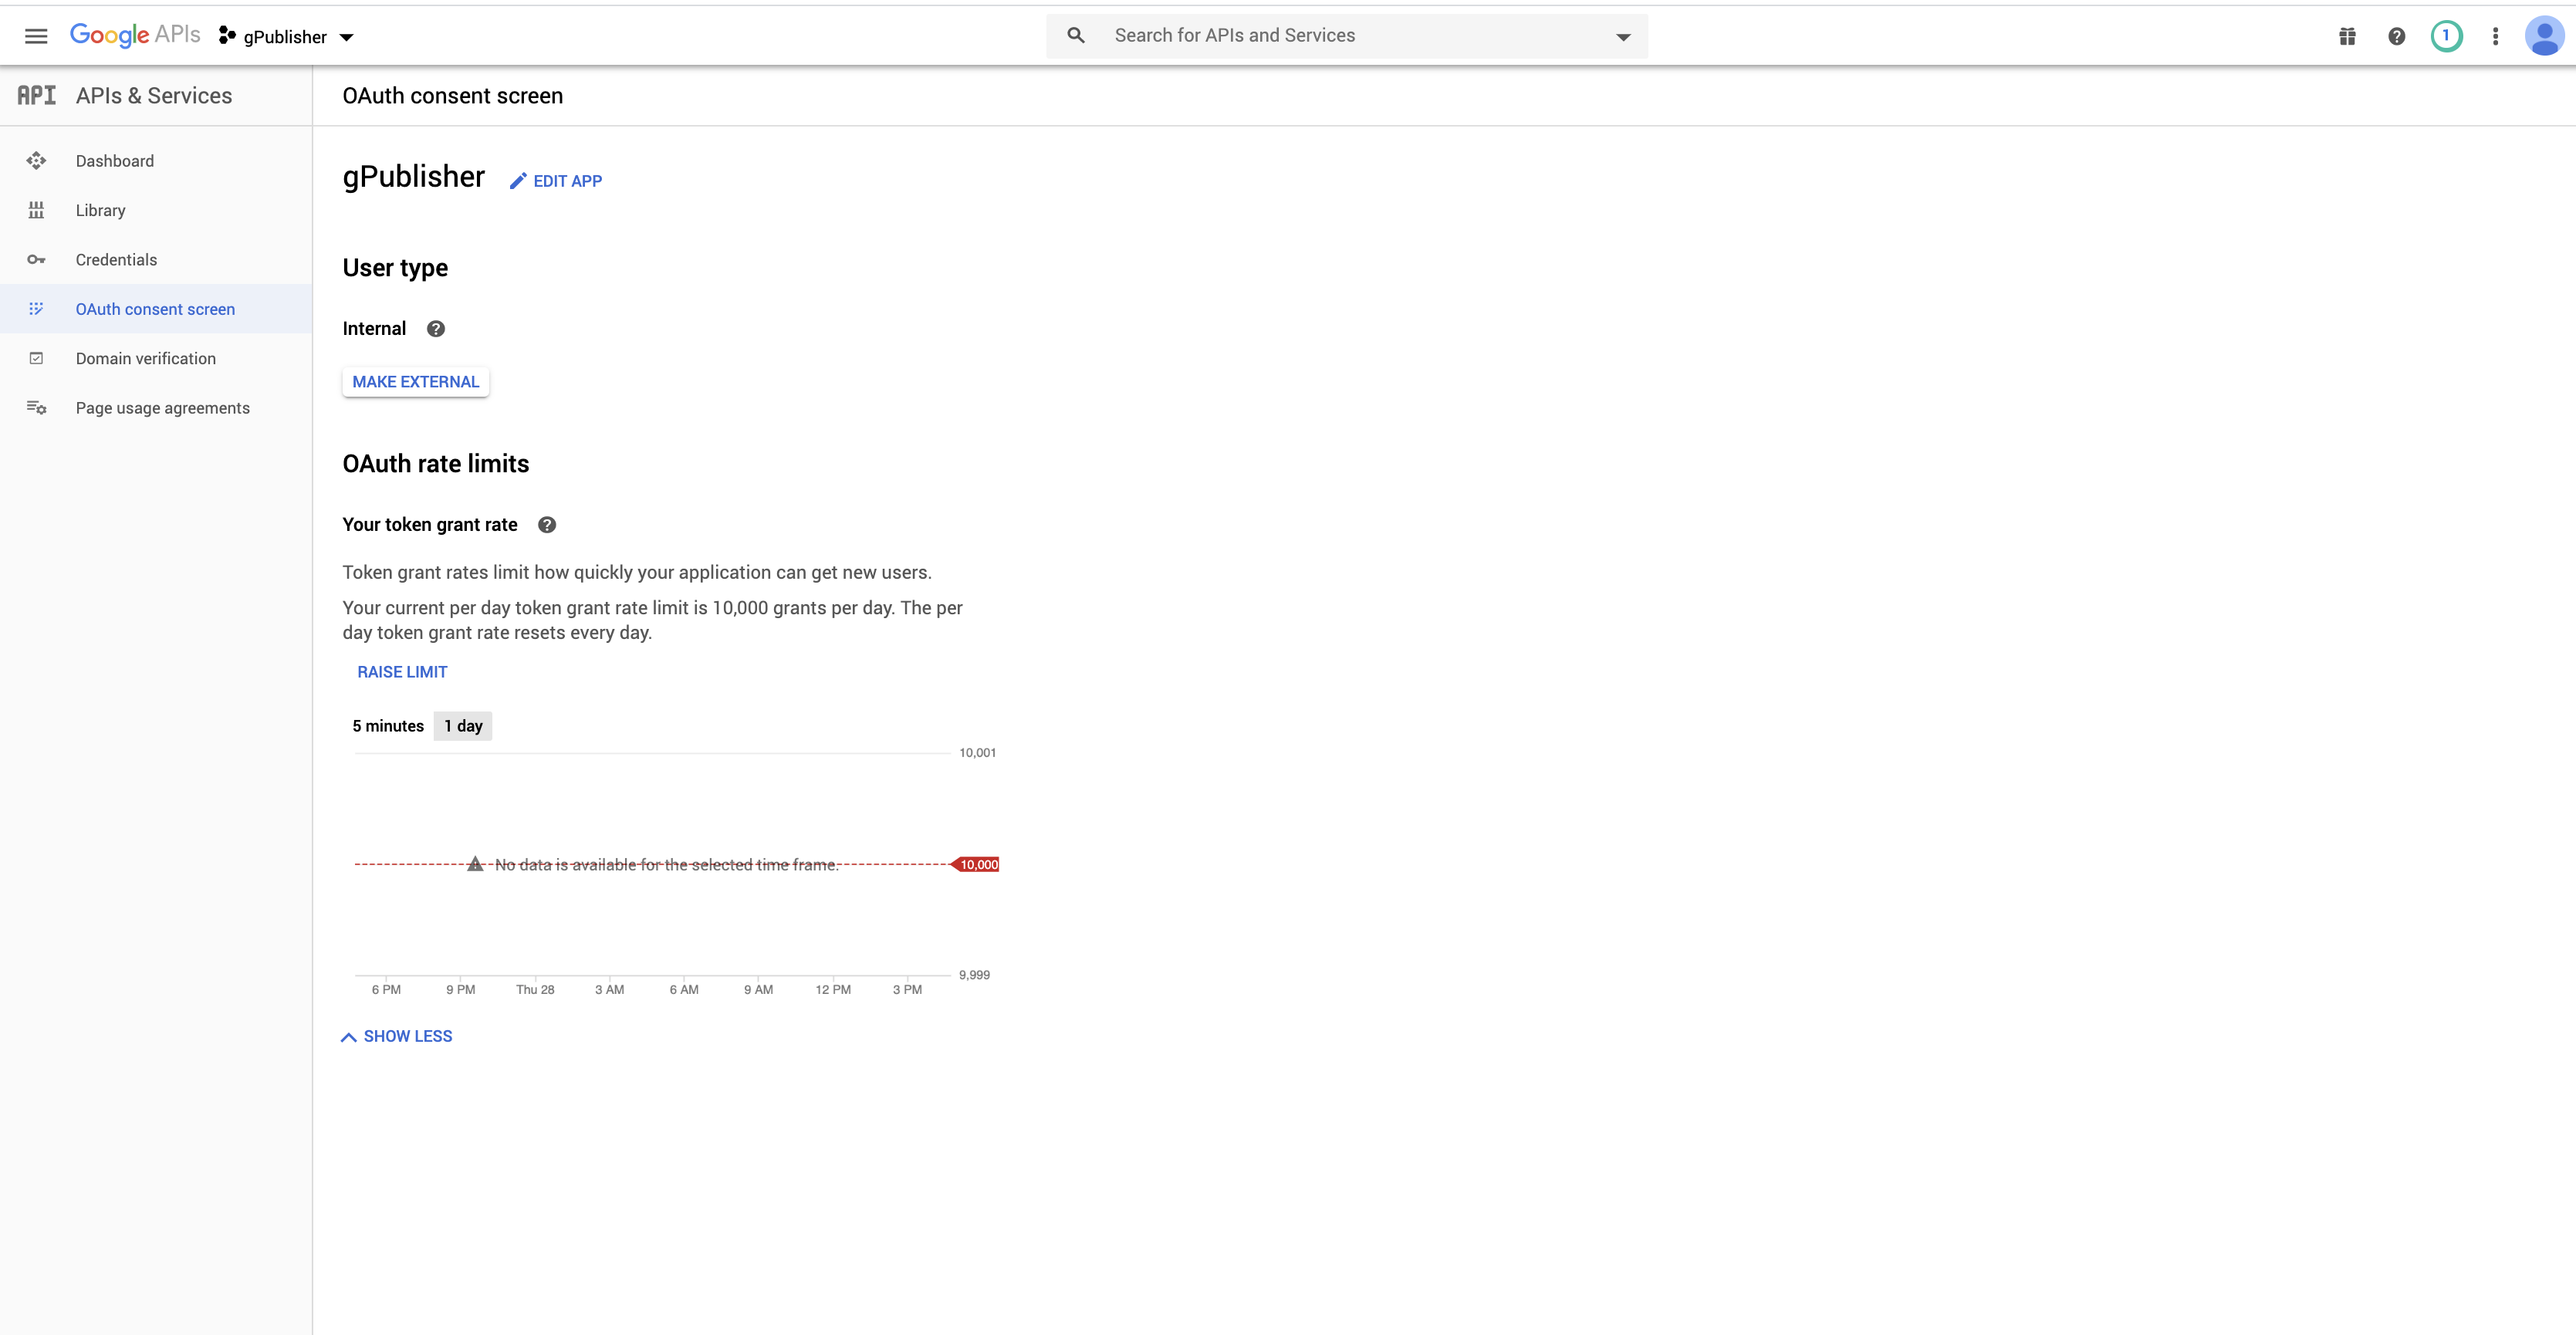 Google APIs
gPublisher
Search for APIs and Services
1
API APIs & Services
OAuth consent screen
Dashboard
Library
Credentials
OAuth consent screen
Domain verification
Page usage agreements
gPublisher
EDIT APP
User type
Internal
MAKE EXTERNAL
OAuth rate limits
Your token grant rate
Token grant rates limit how quickly your application can get new users.
Your current per day token grant rate limit is 10,000 grants per day. The per
day token grant rate resets every day.
RAISE LIMIT
5 minutes 1 day
10,001
No data is available for the selected time frame.
10,000
9,999
6 PM 9 PM Thu 28 3 AM 6 AM 9 AM 12 PM 3 PM
SHOW LESS